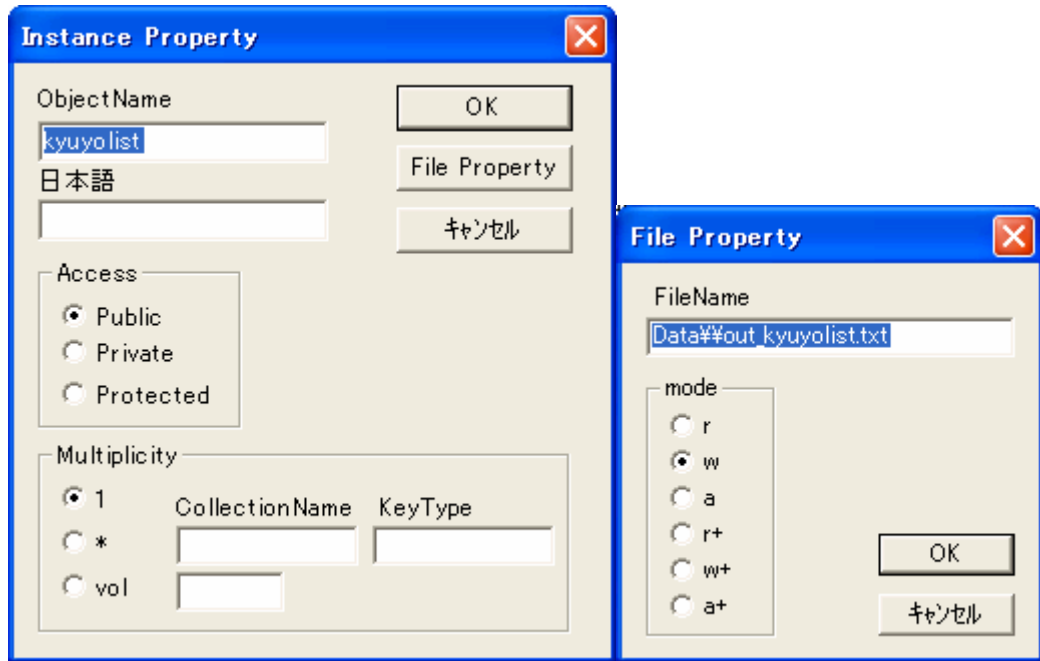 Instance Property
ObjectName
kyuyolist
日本語
OK
File Property
キャンセル
Access
Public
Private
Protected
Multiplicity
1
CollectionName KeyType
*
vol
File Property
FileName
Data¥¥out_kyuyolist.txt
mode
r
w
a
r+
w+
a+
OK
キャンセル